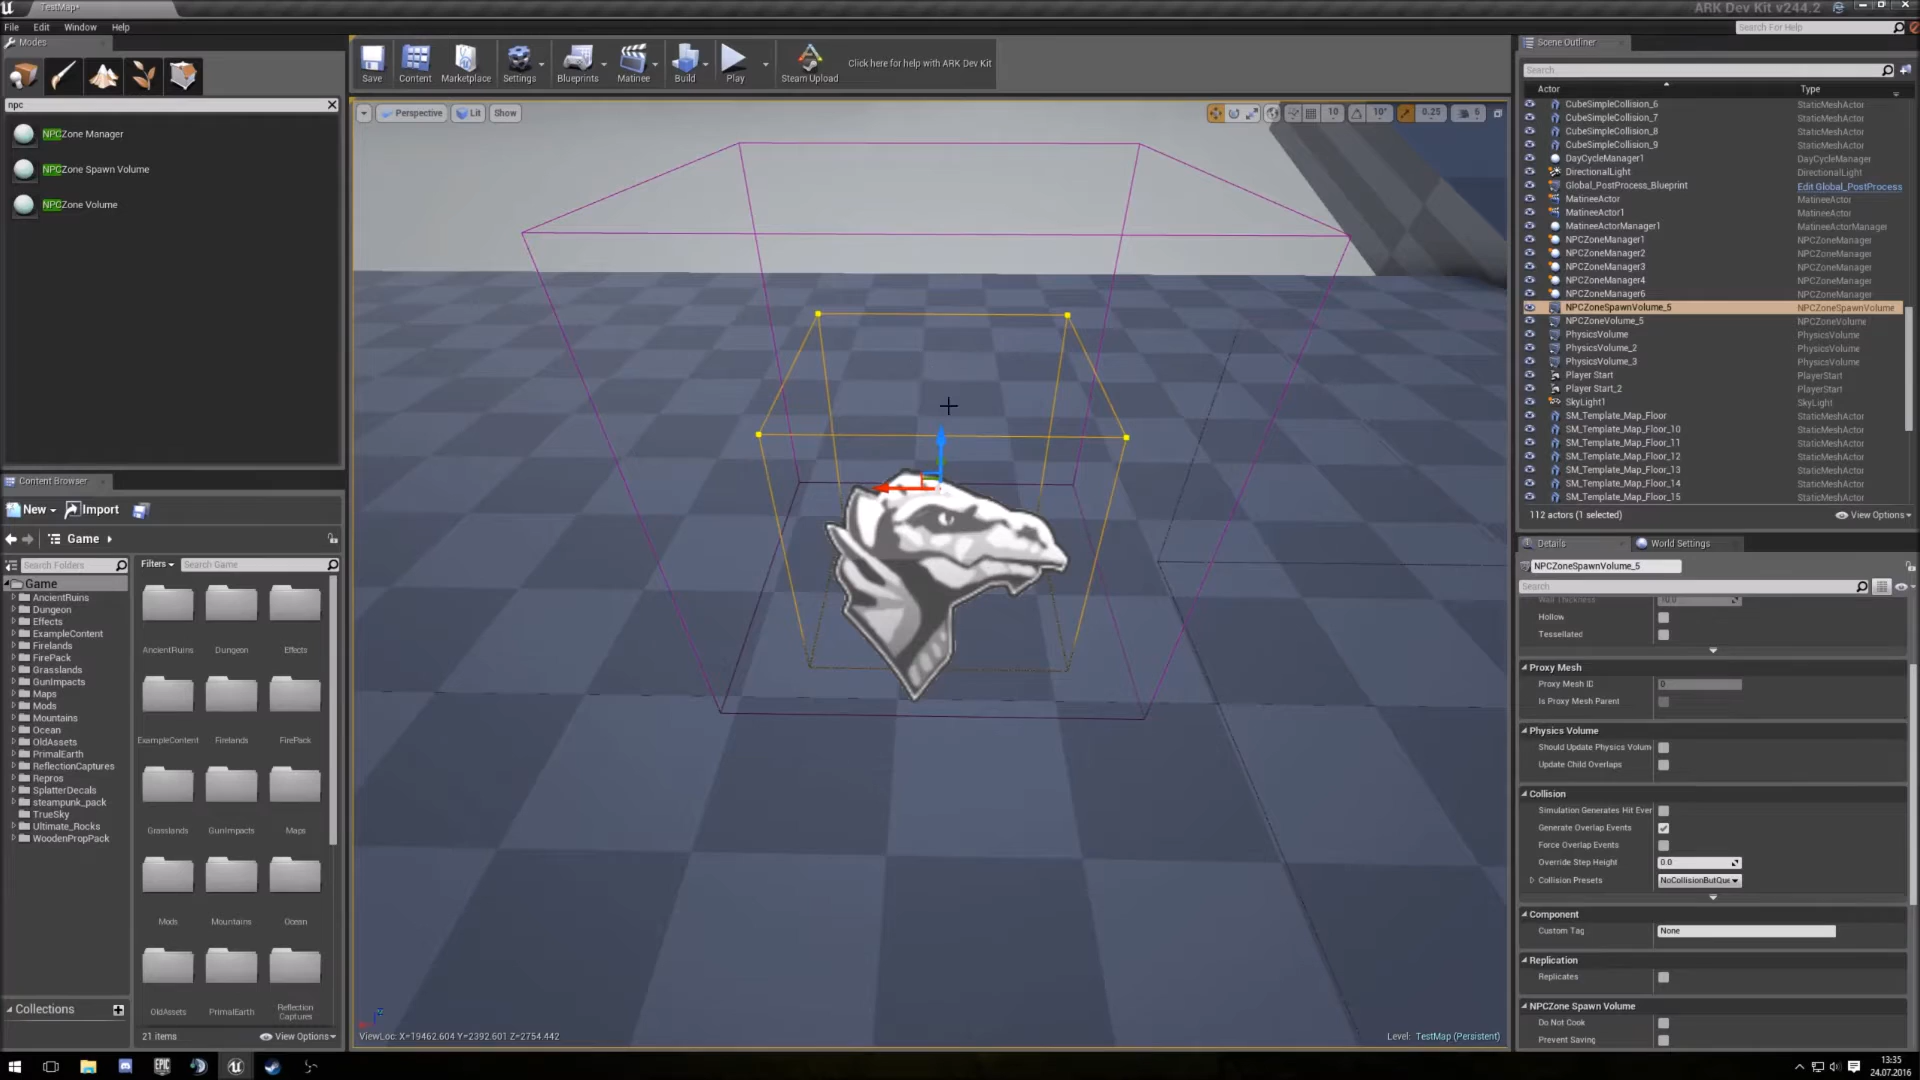 TestMap*
ARK Dev Kit v244.2
File Edit Window Help
Search For Help
Modes
npc
NPCZone Manager
NPCZone Spawn Volume
NPCZone Volume
Save
Content
Marketplace
Settings
Blueprints
Matinee
Build
Play
Steam Upload
Click here for help with ARK Dev Kit
Perspective
Lit
Show
10
10°
0.25
6
Scene Outliner
Search
Actor Type
CubeSimpleCollision_6 StaticMeshActor
CubeSimpleCollision_7 StaticMeshActor
CubeSimpleCollision_8 StaticMeshActor
CubeSimpleCollision_9 StaticMeshActor
DayCycleManager1 DayCycleManager
DirectionalLight DirectionalLight
Global_PostProcess_Blueprint Edit Global_PostProcess
MatineeActor MatineeActor
MatineeActor1 MatineeActor
MatineeActorManager1 MatineeActorManager
NPCZoneManager1 NPCZoneManager
NPCZoneManager2 NPCZoneManager
NPCZoneManager3 NPCZoneManager
NPCZoneManager4 NPCZoneManager
NPCZoneManager6 NPCZoneManager
NPCZoneSpawnVolume_5 NPCZoneSpawnVolume
NPCZoneVolume_5 NPCZoneVolume
PhysicsVolume PhysicsVolume
PhysicsVolume_2 PhysicsVolume
PhysicsVolume_3 PhysicsVolume
Player Start PlayerStart
Player Start_2 PlayerStart
SkyLight1 SkyLight
SM_Template_Map_Floor StaticMeshActor
SM_Template_Map_Floor_10 StaticMeshActor
SM_Template_Map_Floor_11 StaticMeshActor
SM_Template_Map_Floor_12 StaticMeshActor
SM_Template_Map_Floor_13 StaticMeshActor
SM_Template_Map_Floor_14 StaticMeshActor
SM_Template_Map_Floor_15 StaticMeshActor
112 actors (1 selected) View Options
Content Browser
New Import
Game
Search Folders
Filters
Search Game
Game
AncientRuins
Dungeon
Effects
ExampleContent
Firelands
FirePack
Grasslands
GunImpacts
Maps
Mods
Mountains
Ocean
OldAssets
PrimalEarth
ReflectionCaptures
Repros
SplatterDecals
steampunk_pack
TrueSky
Ultimate_Rocks
WoodenPropPack
AncientRuins Dungeon Effects
ExampleContent Firelands FirePack
Grasslands GunImpacts Maps
Mods Mountains Ocean
OldAssets PrimalEarth Reflection Captures
Collections
21 items View Options
Details World Settings
NPCZoneSpawnVolume_5
Search
Wall Thickness
Hollow
Tessellated
Proxy Mesh
Proxy Mesh ID 0
Is Proxy Mesh Parent
Physics Volume
Should Update Physics Volum
Update Child Overlaps
Collision
Simulation Generates Hit Ever
Generate Overlap Events
Force Overlap Events
Override Step Height 0.0
Collision Presets NoCollisionButQue
Component
Custom Tag None
Replication
Replicates
NPCZone Spawn Volume
Do Not Cook
Prevent Saving
ViewLoc: X=19462.604 Y=2392.601 Z=2754.442
Level: TestMap (Persistent)
EPIC
13:35
24.07.2016